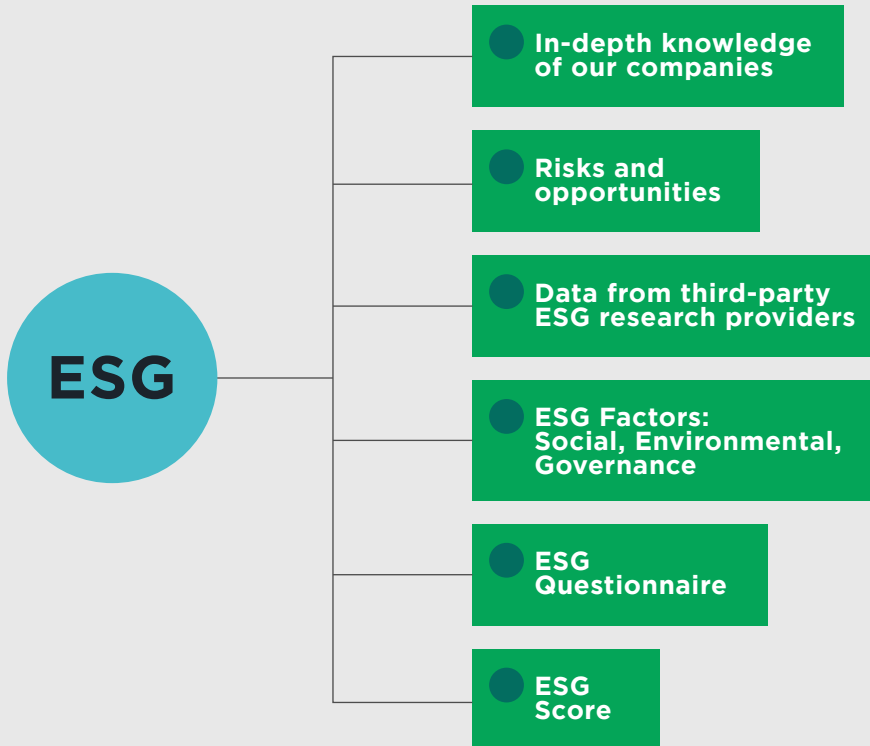 ESG
In-depth knowledge
of our companies
Risks and
opportunities
Data from third-party
ESG research providers
ESG Factors:
Social, Environmental,
Governance
ESG
Questionnaire
ESG
Score